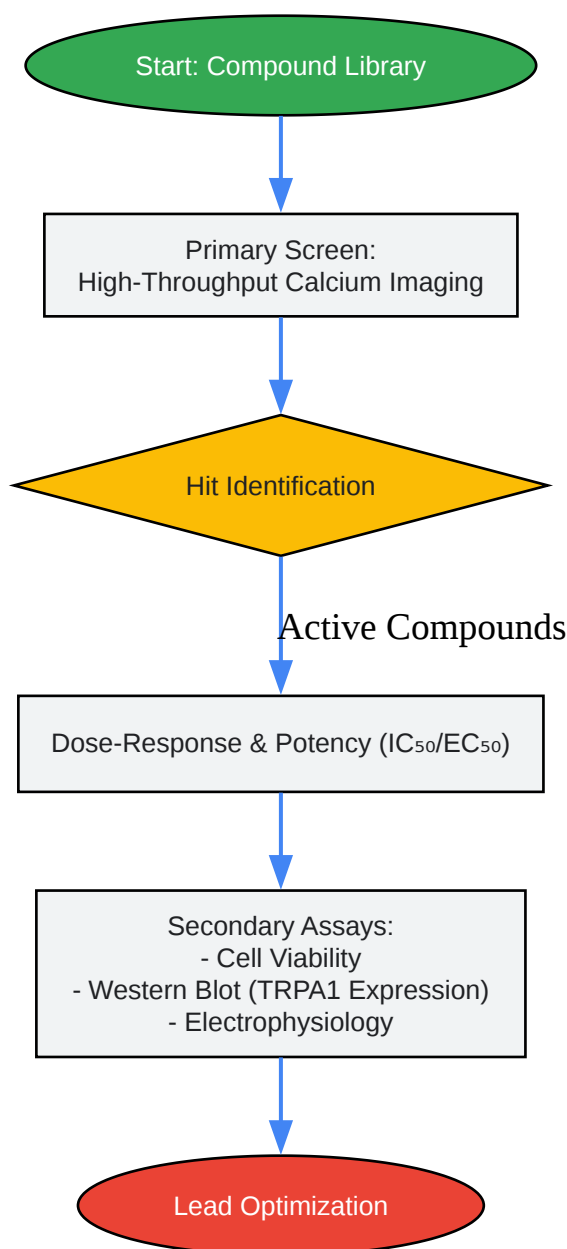 Start: Compound Library
Primary Screen:
High-Throughput Calcium Imaging
Hit Identification
Active Compounds
Dose-Response & Potency (IC₅₀/EC₅₀)
Secondary Assays:
- Cell Viability
- Western Blot (TRPA1 Expression)
- Electrophysiology
Lead Optimization